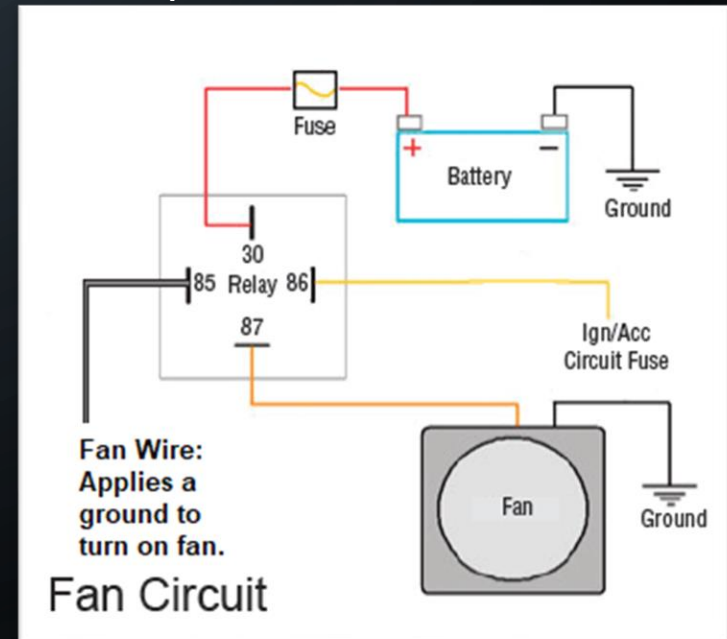 Fuse
+
−
Battery
Ground
30
85 Relay 86
87
Ign/Acc
Circuit Fuse
Fan Wire:
Applies a
ground to
turn on fan.
Fan
Ground
Fan Circuit